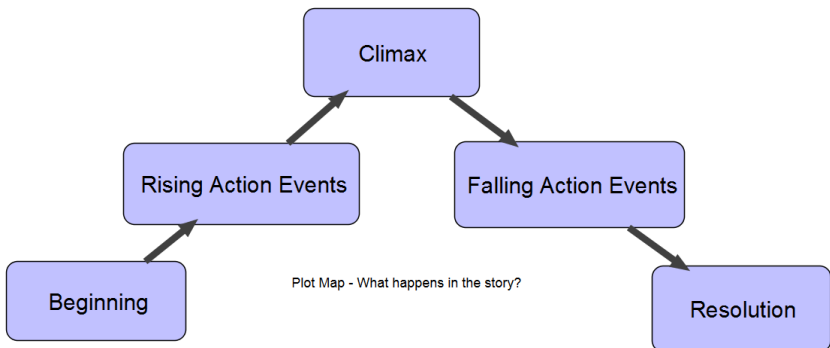 Climax
Rising Action Events
Falling Action Events
Beginning
Plot Map - What happens in the story?
Resolution